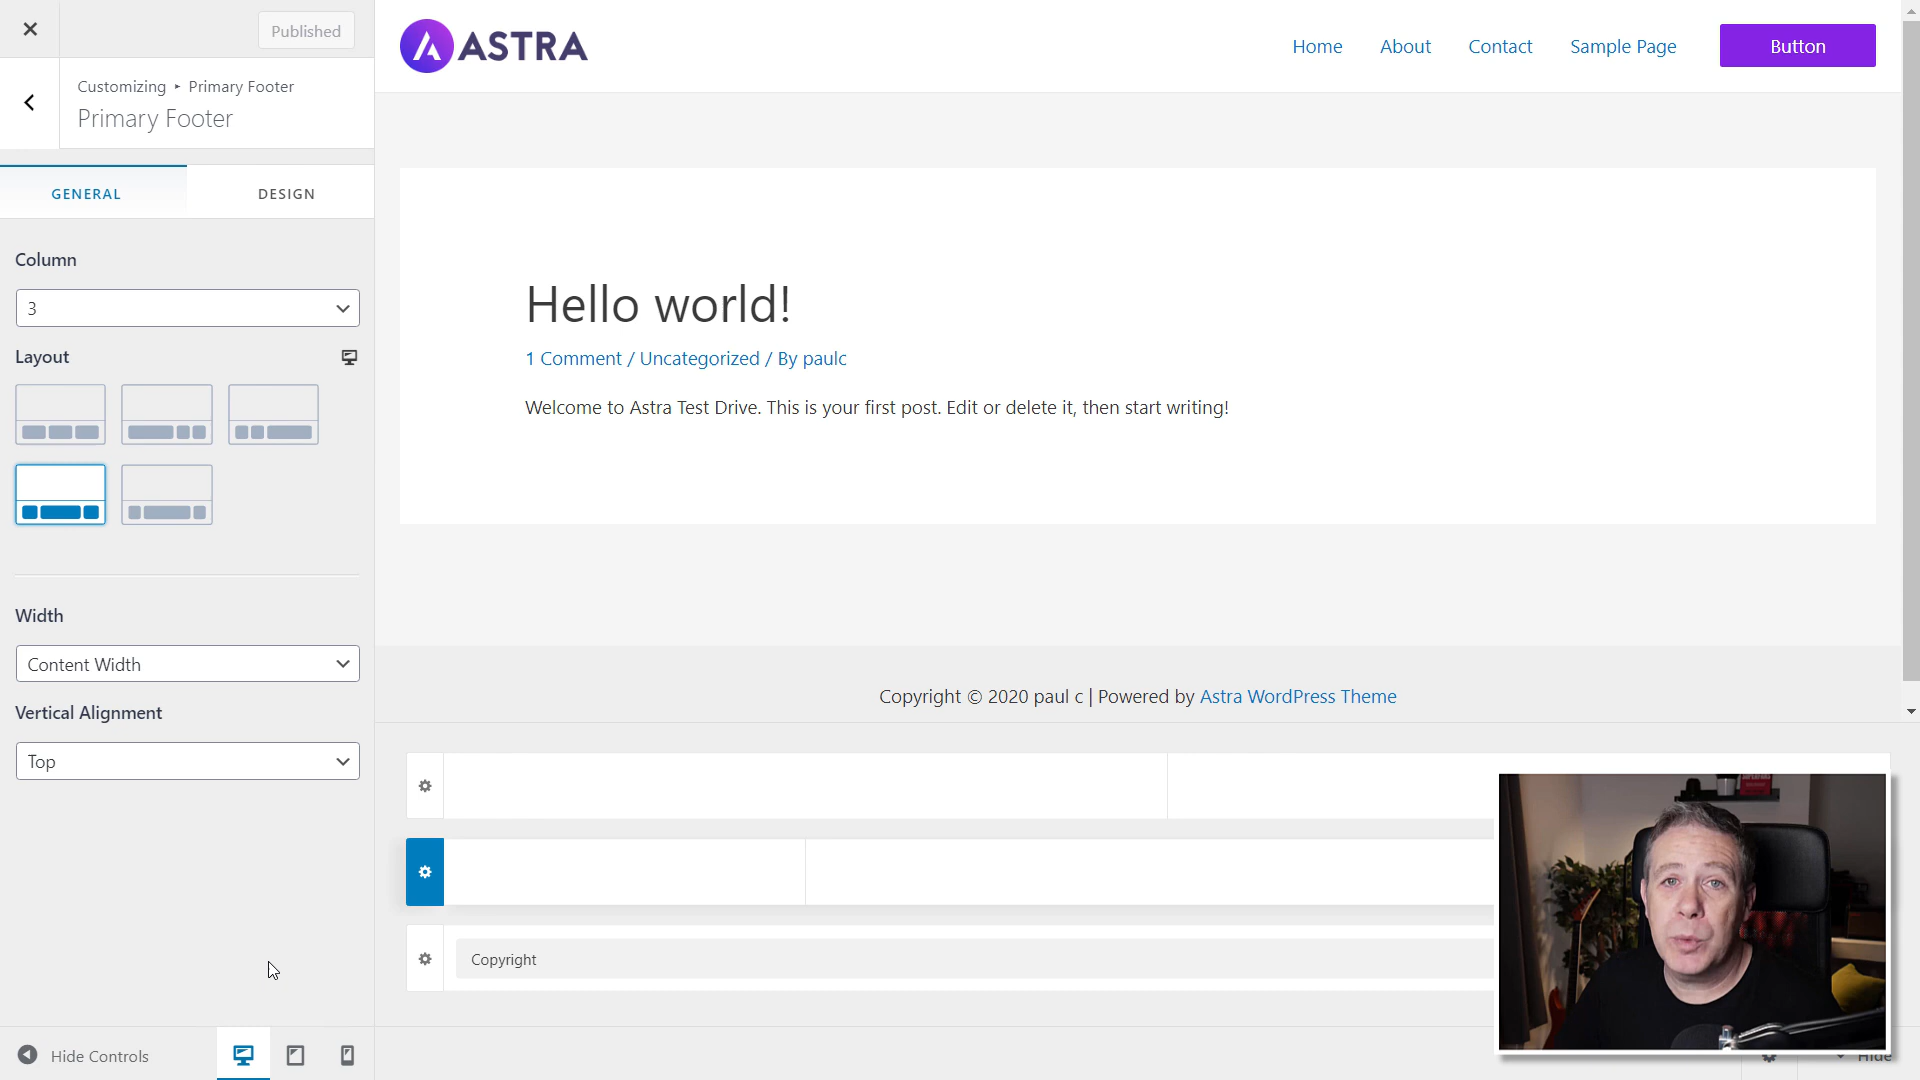 Published
Customizing ▸ Primary Footer
Primary Footer
GENERAL
DESIGN
Column
3
Layout
Width
Content Width
Vertical Alignment
Top
Hide Controls
ASTRA
Home
About
Contact
Sample Page
Button
Hello world!
1 Comment / Uncategorized / By paulc
Welcome to Astra Test Drive. This is your first post. Edit or delete it, then start writing!
Copyright © 2020 paul c | Powered by Astra WordPress Theme
Copyright
Hide